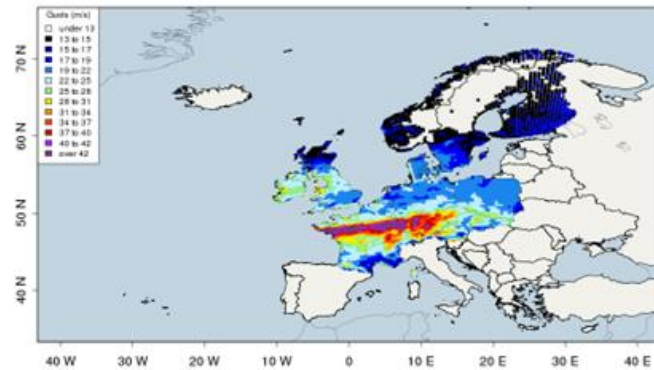 Gusts (m/s)
under 13
13 to 15
15 to 17
17 to 19
19 to 22
22 to 25
25 to 28
28 to 31
31 to 34
34 to 37
37 to 40
40 to 42
over 42
70 N
60 N
50 N
40 N
40 W
30 W
20 W
10 W
0
10 E
20 E
30 E
40 E